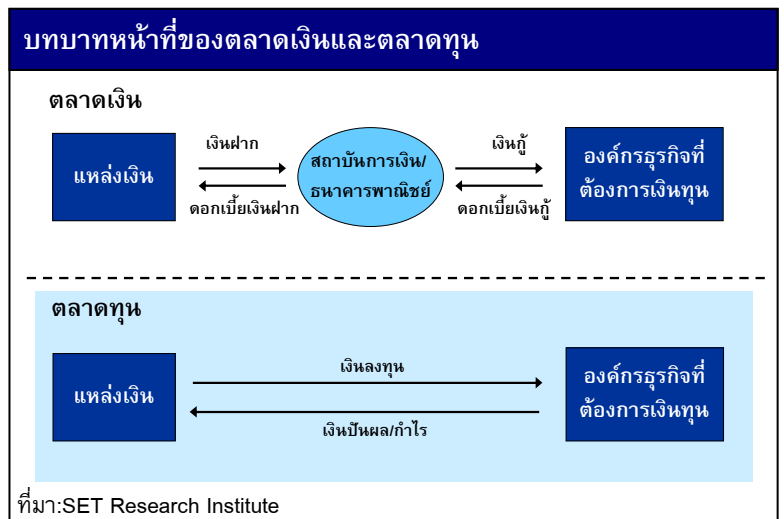 บทบาทหน้าที่ของตลาดเงินและตลาดทุน
ตลาดเงิน
แหล่งเงิน
เงินฝาก
ดอกเบี้ยเงินฝาก
สถาบันการเงิน/
ธนาคารพาณิชย์
เงินกู้
ดอกเบี้ยเงินกู้
องค์กรธุรกิจที่
ต้องการเงินทุน
ตลาดทุน
แหล่งเงิน
เงินลงทุน
เงินปันผล/กำไร
องค์กรธุรกิจที่
ต้องการเงินทุน
ที่มา:SET Research Institute